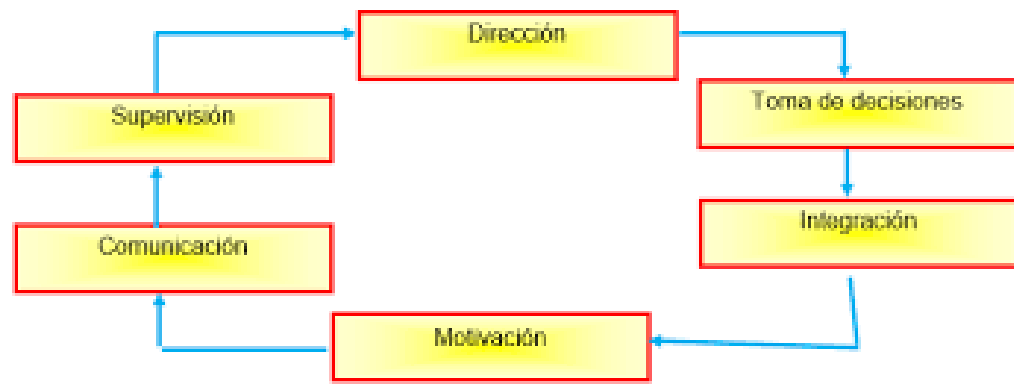 Dirección
Toma de decisiones
Integración
Motivación
Comunicación
Supervisión